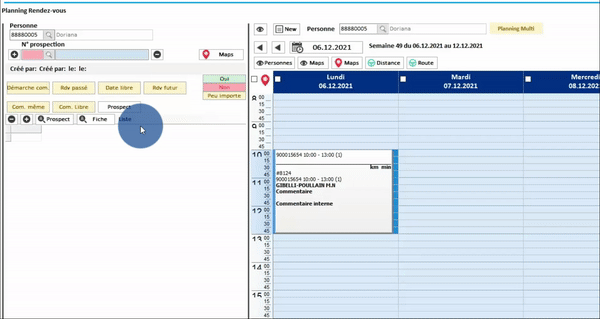 Planning Rendez-vous
Personne
88880005 Doriana
N° prospection
Maps
Créé par: Créé par: le: le:
Oui
Non
Peu importe
Démarche com. Rdv passé Date libre Rdv futur
Com. même Com. Libre Prospect
Prospect Fiche Liste
New Personne 88880005 Doriana Planning Multi
06.12.2021 Semaine 49 du 06.12.2021 au 12.12.2021
Personnes Maps Maps Distance Route
Lundi Mardi Mercredi
06.12.2021 07.12.2021 08.12.2021
8 00
15
30
45
9 00
15
30
45
10 00
15
30
45
11 00
15
30
45
12 00
15
30
45
13 00
15
30
45
14 00
15
30
45
15 00
15
900015654 10:00 - 13:00 (1)
km min
#8124
900015654 10:00 - 13:00 (1)
GIBELLI-POULLAIN M.N
Commentaire
Commentaire interne